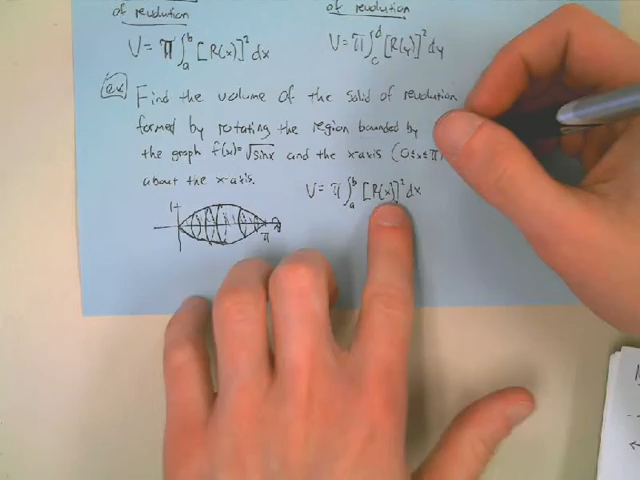 of revolution
of revolution
V = π∫ₐᵇ [R(x)]² dx
V = π∫_c^d [R(y)]² dy
ex. Find the volume of the solid of revolution
formed by rotating the region bounded by
the graph f(x)=√sinx and the x-axis (0≤x≤π)
about the x-axis.
V = π∫ₐᵇ [R(x)]² dx
1
π